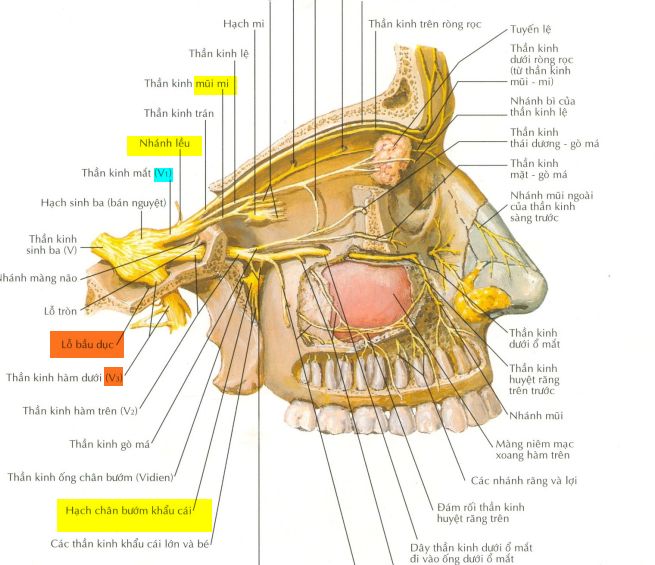 Hạch mi
Thần kinh trên ròng rọc
Thần kinh lệ
Thần kinh mũi mi
Thần kinh trán
Nhánh lều
Thần kinh mắt (V₁)
Hạch sinh ba (bán nguyệt)
Thần kinh
sinh ba (V)
Nhánh màng não
Lỗ tròn
Lỗ bầu dục
Thần kinh hàm dưới (V₃)
Thần kinh hàm trên (V₂)
Thần kinh gò má
Thần kinh ống chân bướm (Vidien)
Hạch chân bướm khẩu cái
Các thần kinh khẩu cái lớn và bé
Tuyến lệ
Thần kinh
dưới ròng rọc
(từ thần kinh
mũi - mi)
Nhánh bì của
thần kinh lệ
Thần kinh
thái dương - gò má
Thần kinh
mặt - gò má
Nhánh mũi ngoài
của thần kinh
sàng trước
Thần kinh
dưới ổ mắt
Thần kinh
huyệt răng
trên trước
Nhánh mũi
Màng niêm mạc
xoang hàm trên
Các nhánh răng và lợi
Đám rối thần kinh
huyệt răng trên
Dây thần kinh dưới ổ mắt
đi vào ống dưới ổ mắt